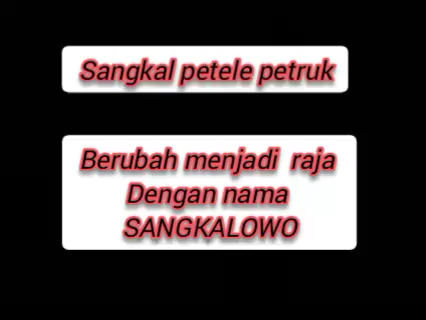 Sangkal petele petruk
Berubah menjadi raja
Dengan nama
SANGKALOWO